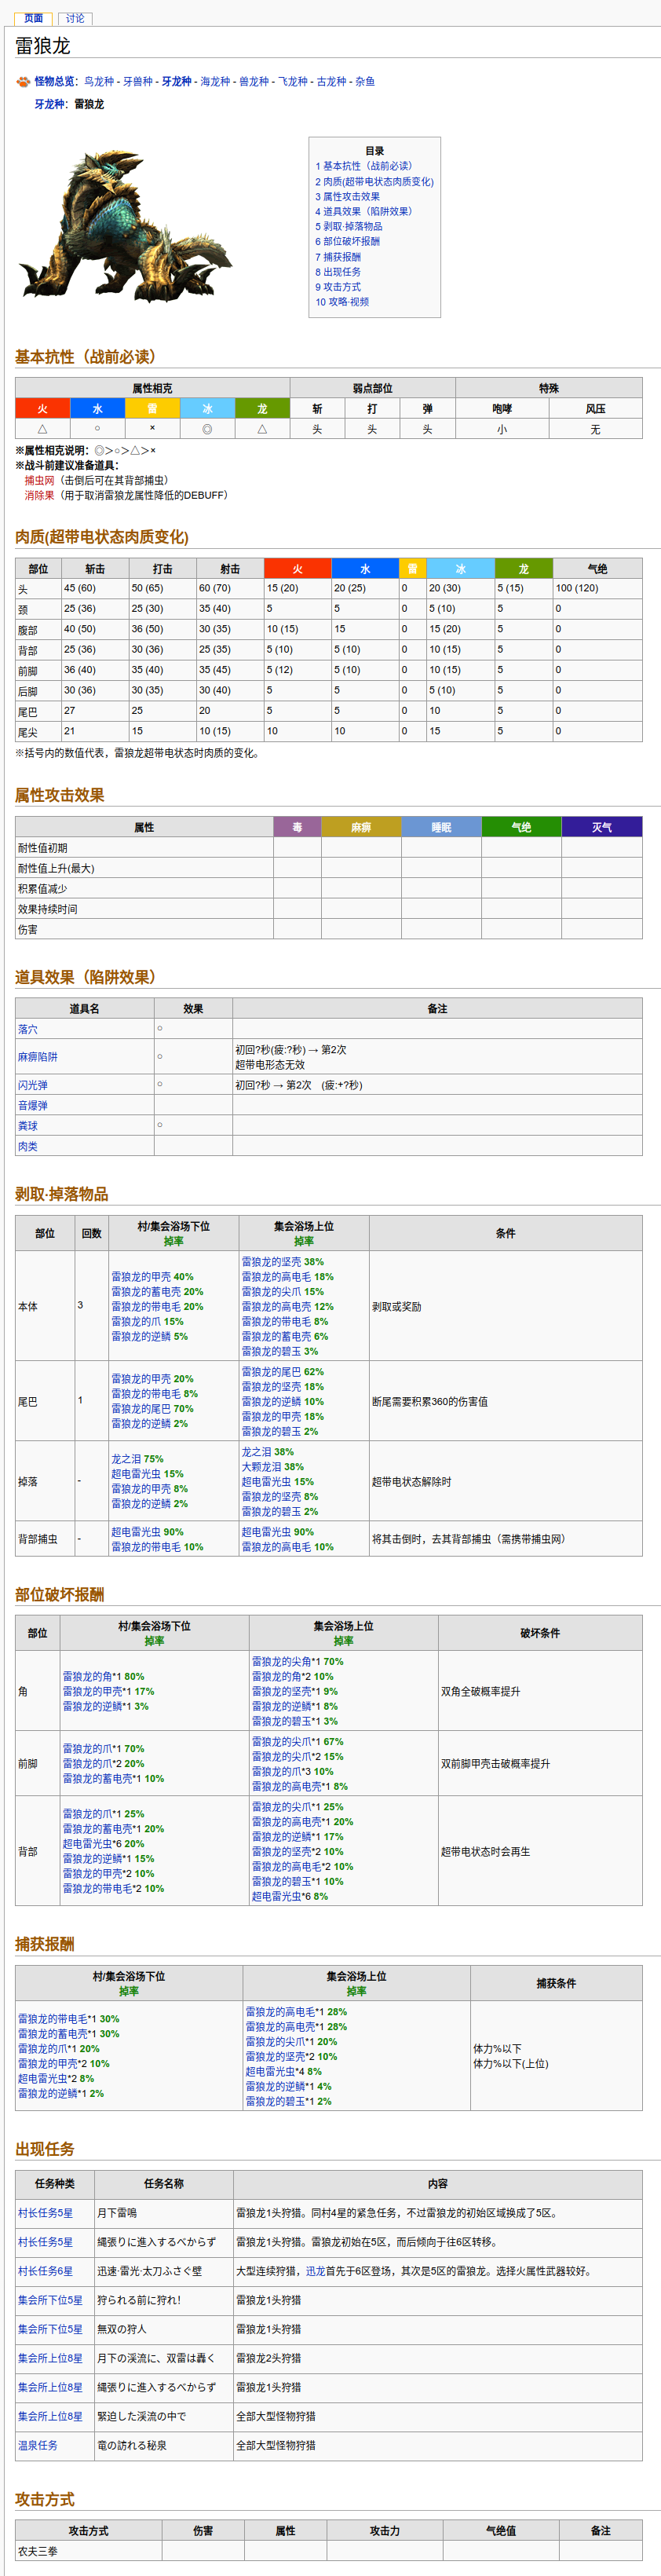 页面 讨论
雷狼龙
怪物总览：鸟龙种 - 牙兽种 - 牙龙种 - 海龙种 - 兽龙种 - 飞龙种 - 古龙种 - 杂鱼
牙龙种：雷狼龙
目录
1 基本抗性（战前必读）
2 肉质(超带电状态肉质变化)
3 属性攻击效果
4 道具效果（陷阱效果）
5 剥取·掉落物品
6 部位破坏报酬
7 捕获报酬
8 出现任务
9 攻击方式
10 攻略·视频
基本抗性（战前必读）
属性相克 弱点部位 特殊
火 水 雷 冰 龙 斩 打 弹 咆哮 风压
△ ○ × ◎ △ 头 头 头 小 无
※属性相克说明：◎＞○＞△＞×
※战斗前建议准备道具：
捕虫网（击倒后可在其背部捕虫）
消除果（用于取消雷狼龙属性降低的DEBUFF）
肉质(超带电状态肉质变化)
部位 斩击 打击 射击 火 水 雷 冰 龙 气绝
头 45 (60) 50 (65) 60 (70) 15 (20) 20 (25) 0 20 (30) 5 (15) 100 (120)
颈 25 (36) 25 (30) 35 (40) 5 5 0 5 (10) 5 0
腹部 40 (50) 36 (50) 30 (35) 10 (15) 15 0 15 (20) 5 0
背部 25 (36) 30 (36) 25 (35) 5 (10) 5 (10) 0 10 (15) 5 0
前脚 36 (40) 35 (40) 35 (45) 5 (12) 5 (10) 0 10 (15) 5 0
后脚 30 (36) 30 (35) 30 (40) 5 5 0 5 (10) 5 0
尾巴 27 25 20 5 5 0 10 5 0
尾尖 21 15 10 (15) 10 10 0 15 5 0
※括号内的数值代表，雷狼龙超带电状态时肉质的变化。
属性攻击效果
属性 毒 麻痹 睡眠 气绝 灭气
耐性值初期
耐性值上升(最大)
积累值减少
效果持续时间
伤害
道具效果（陷阱效果）
道具名 效果 备注
落穴 ○
麻痹陷阱 ○ 初回?秒(疲:?秒) → 第2次
超带电形态无效
闪光弹 ○ 初回?秒 → 第2次 (疲:+?秒)
音爆弹
粪球 ○
肉类
剥取·掉落物品
部位 回数 村/集会浴场下位 集会浴场上位 条件
掉率 掉率
本体 3 剥取或奖励
雷狼龙的甲壳 40%
雷狼龙的蓄电壳 20%
雷狼龙的带电毛 20%
雷狼龙的爪 15%
雷狼龙的逆鳞 5%
雷狼龙的坚壳 38%
雷狼龙的高电毛 18%
雷狼龙的尖爪 15%
雷狼龙的高电壳 12%
雷狼龙的带电毛 8%
雷狼龙的蓄电壳 6%
雷狼龙的碧玉 3%
尾巴 1 断尾需要积累360的伤害值
雷狼龙的甲壳 20%
雷狼龙的带电毛 8%
雷狼龙的尾巴 70%
雷狼龙的逆鳞 2%
雷狼龙的尾巴 62%
雷狼龙的坚壳 18%
雷狼龙的逆鳞 10%
雷狼龙的甲壳 18%
雷狼龙的碧玉 2%
掉落 - 超带电状态解除时
龙之泪 75%
超电雷光虫 15%
雷狼龙的甲壳 8%
雷狼龙的逆鳞 2%
龙之泪 38%
大颗龙泪 38%
超电雷光虫 15%
雷狼龙的坚壳 8%
雷狼龙的碧玉 2%
背部捕虫 - 将其击倒时，去其背部捕虫（需携带捕虫网）
超电雷光虫 90%
雷狼龙的带电毛 10%
超电雷光虫 90%
雷狼龙的高电毛 10%
部位破坏报酬
部位 村/集会浴场下位 集会浴场上位 破坏条件
掉率 掉率
角 双角全破概率提升
雷狼龙的角*1 80%
雷狼龙的甲壳*1 17%
雷狼龙的逆鳞*1 3%
雷狼龙的尖角*1 70%
雷狼龙的角*2 10%
雷狼龙的坚壳*1 9%
雷狼龙的逆鳞*1 8%
雷狼龙的碧玉*1 3%
前脚 双前脚甲壳击破概率提升
雷狼龙的爪*1 70%
雷狼龙的爪*2 20%
雷狼龙的蓄电壳*1 10%
雷狼龙的尖爪*1 67%
雷狼龙的尖爪*2 15%
雷狼龙的爪*3 10%
雷狼龙的高电壳*1 8%
背部 超带电状态时会再生
雷狼龙的爪*1 25%
雷狼龙的蓄电壳*1 20%
超电雷光虫*6 20%
雷狼龙的逆鳞*1 15%
雷狼龙的甲壳*2 10%
雷狼龙的带电毛*2 10%
雷狼龙的尖爪*1 25%
雷狼龙的高电壳*1 20%
雷狼龙的逆鳞*1 17%
雷狼龙的坚壳*2 10%
雷狼龙的高电毛*2 10%
雷狼龙的碧玉*1 10%
超电雷光虫*6 8%
捕获报酬
村/集会浴场下位 集会浴场上位 捕获条件
掉率 掉率
雷狼龙的带电毛*1 30%
雷狼龙的蓄电壳*1 30%
雷狼龙的爪*1 20%
雷狼龙的甲壳*2 10%
超电雷光虫*2 8%
雷狼龙的逆鳞*1 2%
雷狼龙的高电毛*1 28%
雷狼龙的高电壳*1 28%
雷狼龙的尖爪*1 20%
雷狼龙的坚壳*2 10%
超电雷光虫*4 8%
雷狼龙的逆鳞*1 4%
雷狼龙的碧玉*1 2%
体力%以下
体力%以下(上位)
出现任务
任务种类 任务名称 内容
村长任务5星 月下雷鳴 雷狼龙1头狩猎。同村4星的紧急任务，不过雷狼龙的初始区域换成了5区。
村长任务5星 縄張りに進入するべからず 雷狼龙1头狩猎。雷狼龙初始在5区，而后倾向于往6区转移。
村长任务6星 迅速·雷光·太刀ふさぐ壁 大型连续狩猎，迅龙首先于6区登场，其次是5区的雷狼龙。选择火属性武器较好。
集会所下位5星 狩られる前に狩れ！ 雷狼龙1头狩猎
集会所下位5星 無双の狩人 雷狼龙1头狩猎
集会所上位8星 月下の渓流に、双雷は轟く 雷狼龙2头狩猎
集会所上位8星 縄張りに進入するべからず 雷狼龙1头狩猎
集会所上位8星 緊迫した渓流の中で 全部大型怪物狩猎
温泉任务 竜の訪れる秘泉 全部大型怪物狩猎
攻击方式
攻击方式 伤害 属性 攻击力 气绝值 备注
农夫三拳